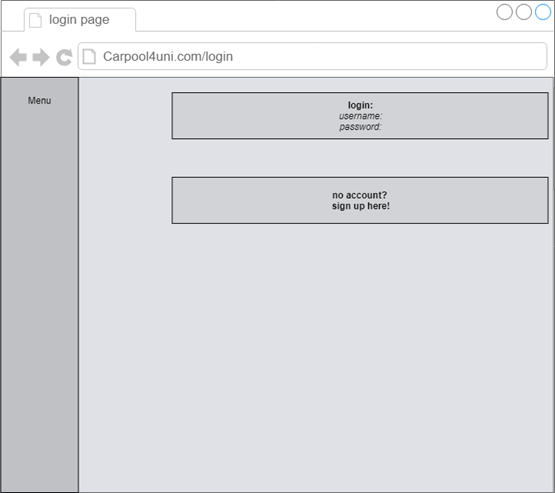 login page
Carpool4uni.com/login
Menu
login:
username:
password:
no account?
sign up here!